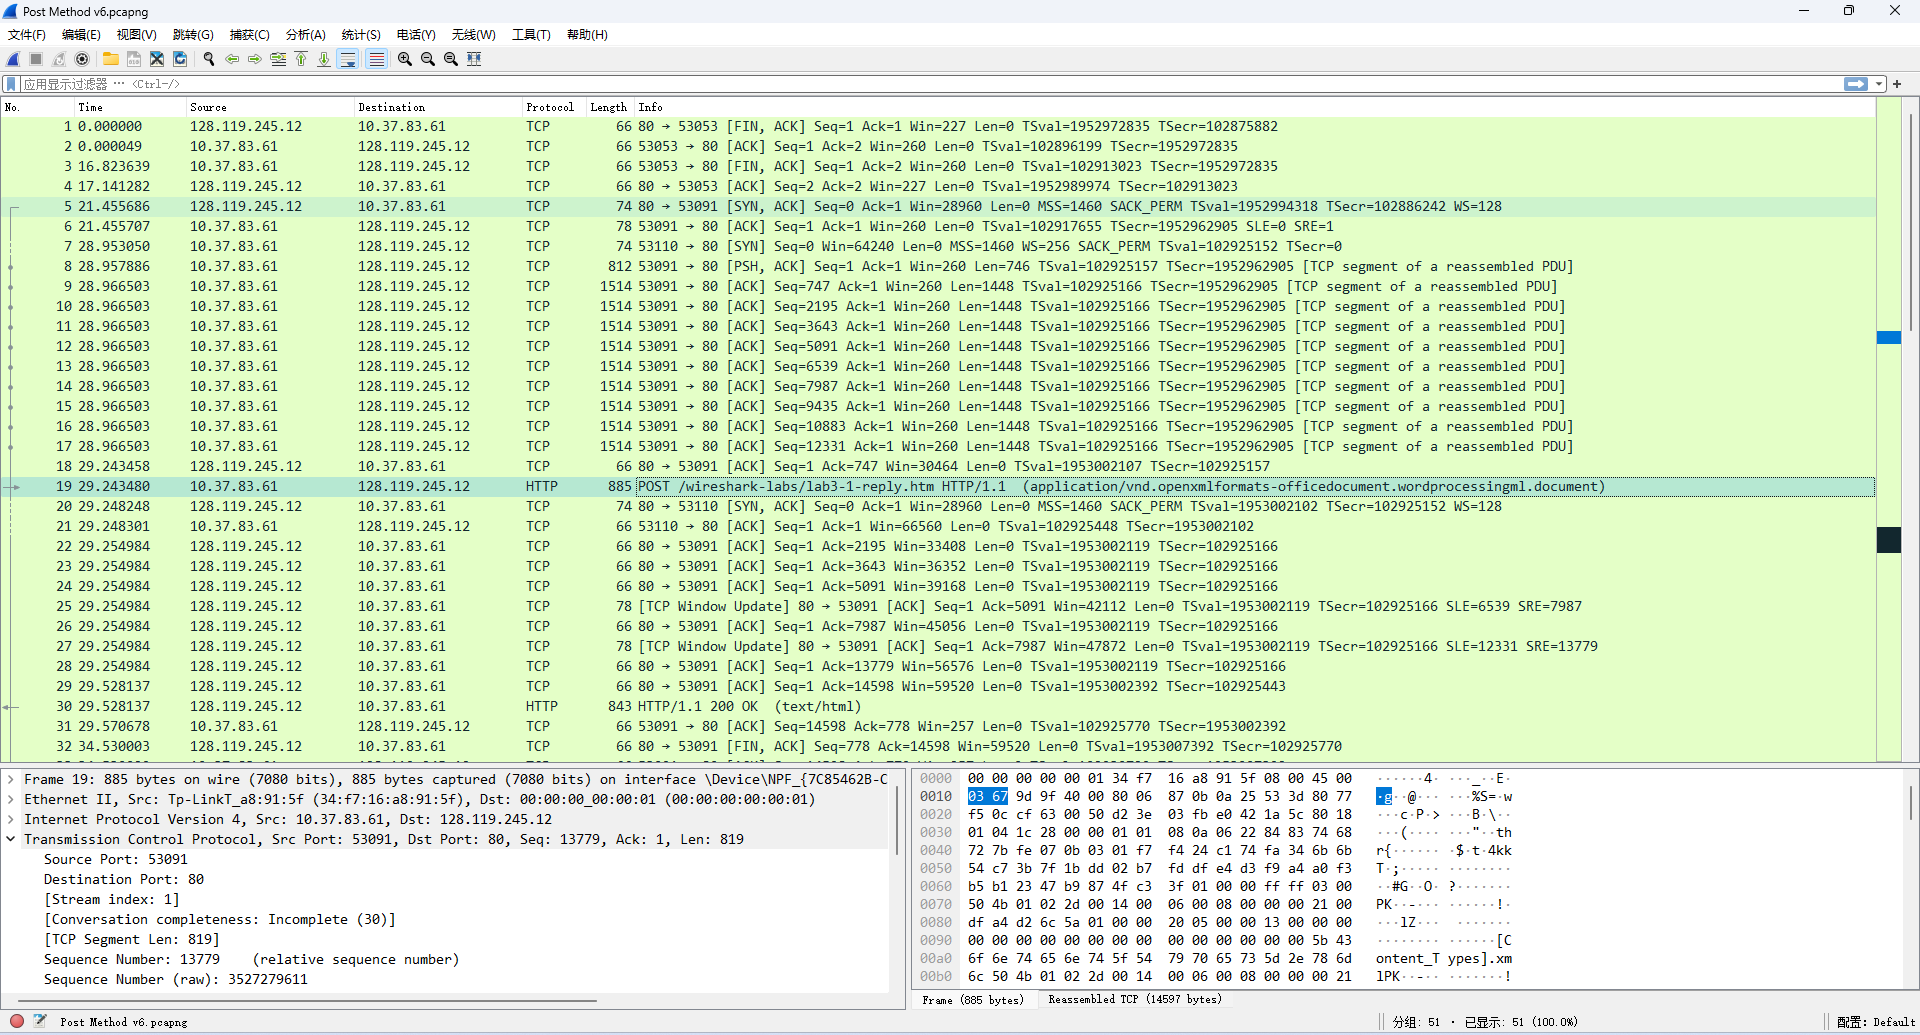 Post Method v6.pcapng
文件(F) 编辑(E) 视图(V) 跳转(G) 捕获(C) 分析(A) 统计(S) 电话(Y) 无线(W) 工具(T) 帮助(H)
应用显示过滤器 … <Ctrl-/>
No. Time Source Destination Protocol Length Info
1 0.000000 128.119.245.12 10.37.83.61 TCP 66 80 → 53053 [FIN, ACK] Seq=1 Ack=1 Win=227 Len=0 TSval=1952972835 TSecr=102875882
2 0.000049 10.37.83.61 128.119.245.12 TCP 66 53053 → 80 [ACK] Seq=1 Ack=2 Win=260 Len=0 TSval=102896199 TSecr=1952972835
3 16.823639 10.37.83.61 128.119.245.12 TCP 66 53053 → 80 [FIN, ACK] Seq=1 Ack=2 Win=260 Len=0 TSval=102913023 TSecr=1952972835
4 17.141282 128.119.245.12 10.37.83.61 TCP 66 80 → 53053 [ACK] Seq=2 Ack=2 Win=227 Len=0 TSval=1952989974 TSecr=102913023
5 21.455686 128.119.245.12 10.37.83.61 TCP 74 80 → 53091 [SYN, ACK] Seq=0 Ack=1 Win=28960 Len=0 MSS=1460 SACK_PERM TSval=1952994318 TSecr=102886242 WS=128
6 21.455707 10.37.83.61 128.119.245.12 TCP 78 53091 → 80 [ACK] Seq=1 Ack=1 Win=260 Len=0 TSval=102917655 TSecr=1952962905 SLE=0 SRE=1
7 28.953050 10.37.83.61 128.119.245.12 TCP 74 53110 → 80 [SYN] Seq=0 Win=64240 Len=0 MSS=1460 WS=256 SACK_PERM TSval=102925152 TSecr=0
8 28.957886 10.37.83.61 128.119.245.12 TCP 812 53091 → 80 [PSH, ACK] Seq=1 Ack=1 Win=260 Len=746 TSval=102925157 TSecr=1952962905 [TCP segment of a reassembled PDU]
9 28.966503 10.37.83.61 128.119.245.12 TCP 1514 53091 → 80 [ACK] Seq=747 Ack=1 Win=260 Len=1448 TSval=102925166 TSecr=1952962905 [TCP segment of a reassembled PDU]
10 28.966503 10.37.83.61 128.119.245.12 TCP 1514 53091 → 80 [ACK] Seq=2195 Ack=1 Win=260 Len=1448 TSval=102925166 TSecr=1952962905 [TCP segment of a reassembled PDU]
11 28.966503 10.37.83.61 128.119.245.12 TCP 1514 53091 → 80 [ACK] Seq=3643 Ack=1 Win=260 Len=1448 TSval=102925166 TSecr=1952962905 [TCP segment of a reassembled PDU]
12 28.966503 10.37.83.61 128.119.245.12 TCP 1514 53091 → 80 [ACK] Seq=5091 Ack=1 Win=260 Len=1448 TSval=102925166 TSecr=1952962905 [TCP segment of a reassembled PDU]
13 28.966503 10.37.83.61 128.119.245.12 TCP 1514 53091 → 80 [ACK] Seq=6539 Ack=1 Win=260 Len=1448 TSval=102925166 TSecr=1952962905 [TCP segment of a reassembled PDU]
14 28.966503 10.37.83.61 128.119.245.12 TCP 1514 53091 → 80 [ACK] Seq=7987 Ack=1 Win=260 Len=1448 TSval=102925166 TSecr=1952962905 [TCP segment of a reassembled PDU]
15 28.966503 10.37.83.61 128.119.245.12 TCP 1514 53091 → 80 [ACK] Seq=9435 Ack=1 Win=260 Len=1448 TSval=102925166 TSecr=1952962905 [TCP segment of a reassembled PDU]
16 28.966503 10.37.83.61 128.119.245.12 TCP 1514 53091 → 80 [ACK] Seq=10883 Ack=1 Win=260 Len=1448 TSval=102925166 TSecr=1952962905 [TCP segment of a reassembled PDU]
17 28.966503 10.37.83.61 128.119.245.12 TCP 1514 53091 → 80 [ACK] Seq=12331 Ack=1 Win=260 Len=1448 TSval=102925166 TSecr=1952962905 [TCP segment of a reassembled PDU]
18 29.243458 128.119.245.12 10.37.83.61 TCP 66 80 → 53091 [ACK] Seq=1 Ack=747 Win=30464 Len=0 TSval=1953002107 TSecr=102925157
19 29.243480 10.37.83.61 128.119.245.12 HTTP 885 POST /wireshark-labs/lab3-1-reply.htm HTTP/1.1  (application/vnd.openxmlformats-officedocument.wordprocessingml.document)
20 29.248248 128.119.245.12 10.37.83.61 TCP 74 80 → 53110 [SYN, ACK] Seq=0 Ack=1 Win=28960 Len=0 MSS=1460 SACK_PERM TSval=1953002102 TSecr=102925152 WS=128
21 29.248301 10.37.83.61 128.119.245.12 TCP 66 53110 → 80 [ACK] Seq=1 Ack=1 Win=66560 Len=0 TSval=102925448 TSecr=1953002102
22 29.254984 128.119.245.12 10.37.83.61 TCP 66 80 → 53091 [ACK] Seq=1 Ack=2195 Win=33408 Len=0 TSval=1953002119 TSecr=102925166
23 29.254984 128.119.245.12 10.37.83.61 TCP 66 80 → 53091 [ACK] Seq=1 Ack=3643 Win=36352 Len=0 TSval=1953002119 TSecr=102925166
24 29.254984 128.119.245.12 10.37.83.61 TCP 66 80 → 53091 [ACK] Seq=1 Ack=5091 Win=39168 Len=0 TSval=1953002119 TSecr=102925166
25 29.254984 128.119.245.12 10.37.83.61 TCP 78 [TCP Window Update] 80 → 53091 [ACK] Seq=1 Ack=5091 Win=42112 Len=0 TSval=1953002119 TSecr=102925166 SLE=6539 SRE=7987
26 29.254984 128.119.245.12 10.37.83.61 TCP 66 80 → 53091 [ACK] Seq=1 Ack=7987 Win=45056 Len=0 TSval=1953002119 TSecr=102925166
27 29.254984 128.119.245.12 10.37.83.61 TCP 78 [TCP Window Update] 80 → 53091 [ACK] Seq=1 Ack=7987 Win=47872 Len=0 TSval=1953002119 TSecr=102925166 SLE=12331 SRE=13779
28 29.254984 128.119.245.12 10.37.83.61 TCP 66 80 → 53091 [ACK] Seq=1 Ack=13779 Win=56576 Len=0 TSval=1953002119 TSecr=102925166
29 29.528137 128.119.245.12 10.37.83.61 TCP 66 80 → 53091 [ACK] Seq=1 Ack=14598 Win=59520 Len=0 TSval=1953002392 TSecr=102925443
30 29.528137 128.119.245.12 10.37.83.61 HTTP 843 HTTP/1.1 200 OK  (text/html)
31 29.570678 10.37.83.61 128.119.245.12 TCP 66 53091 → 80 [ACK] Seq=14598 Ack=778 Win=257 Len=0 TSval=102925770 TSecr=1953002392
32 34.530003 128.119.245.12 10.37.83.61 TCP 66 80 → 53091 [FIN, ACK] Seq=778 Ack=14598 Win=59520 Len=0 TSval=1953007392 TSecr=102925770
Frame 19: 885 bytes on wire (7080 bits), 885 bytes captured (7080 bits) on interface \Device\NPF_{7C85462B-C
Ethernet II, Src: Tp-LinkT_a8:91:5f (34:f7:16:a8:91:5f), Dst: 00:00:00_00:00:01 (00:00:00:00:00:01)
Internet Protocol Version 4, Src: 10.37.83.61, Dst: 128.119.245.12
Transmission Control Protocol, Src Port: 53091, Dst Port: 80, Seq: 13779, Ack: 1, Len: 819
Source Port: 53091
Destination Port: 80
[Stream index: 1]
[Conversation completeness: Incomplete (30)]
[TCP Segment Len: 819]
Sequence Number: 13779    (relative sequence number)
Sequence Number (raw): 3527279611
0000 00 00 00 00 00 01 34 f7 16 a8 91 5f 08 00 45 00 ······4· ···_··E·
0010 03 67 9d 9f 40 00 80 06 87 0b 0a 25 53 3d 80 77 ·g··@··· ···%S=·w
0020 f5 0c cf 63 00 50 d2 3e 03 fb e0 42 1a 5c 80 18 ···c·P·> ···B·\··
0030 01 04 1c 28 00 00 01 01 08 0a 06 22 84 83 74 68 ···(···· ···"··th
0040 72 7b fe 07 0b 03 01 f7 f4 24 c1 74 fa 34 6b 6b r{······ ·$·t·4kk
0050 54 c7 3b 7f 1b dd 02 b7 fd df e4 d3 f9 a4 a0 f3 T·;····· ········
0060 b5 b1 23 47 b9 87 4f c3 3f 01 00 00 ff ff 03 00 ··#G··O· ?·······
0070 50 4b 01 02 2d 00 14 00 06 00 08 00 00 00 21 00 PK··-··· ······!·
0080 df a4 d2 6c 5a 01 00 00 20 05 00 00 13 00 00 00 ···lZ··· ········
0090 00 00 00 00 00 00 00 00 00 00 00 00 00 00 5b 43 ········ ······[C
00a0 6f 6e 74 65 6e 74 5f 54 79 70 65 73 5d 2e 78 6d ontent_T ypes].xm
00b0 6c 50 4b 01 02 2d 00 14 00 06 00 08 00 00 00 21 lPK··-·· ·······!
Frame (885 bytes) Reassembled TCP (14597 bytes)
Post Method v6.pcapng 分组: 51 · 已显示: 51 (100.0%) 配置: Default